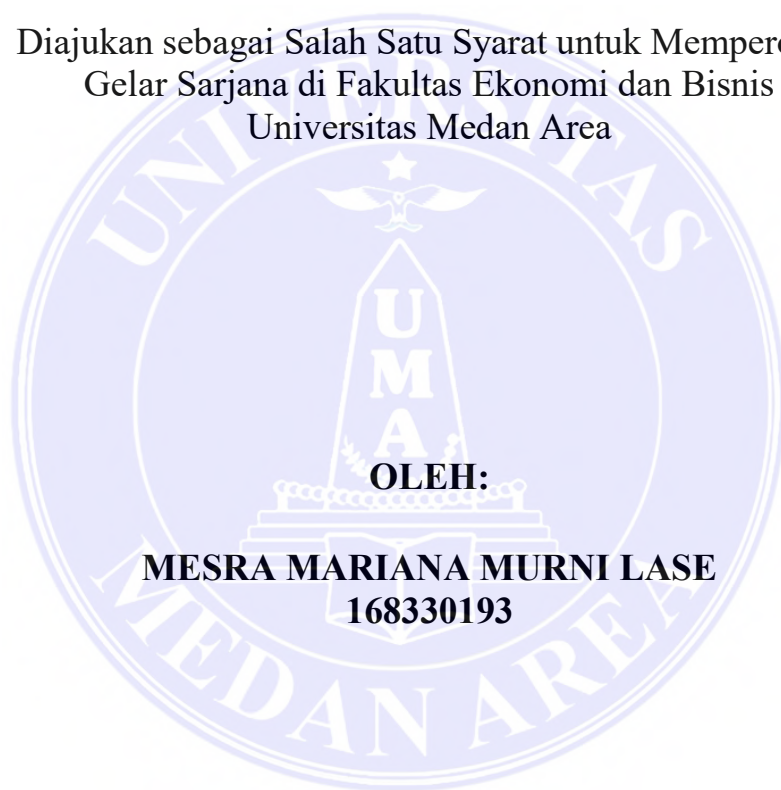 Diajukan sebagai Salah Satu Syarat untuk
Gelar Sarjana di Fakultas Ekonomi dan Bisnis
Universitas Medan Area
UNIVERSITAS
UMA
OLEH:
MESRA MARIANA MURNI LASE
168330193
MEDAN AREA